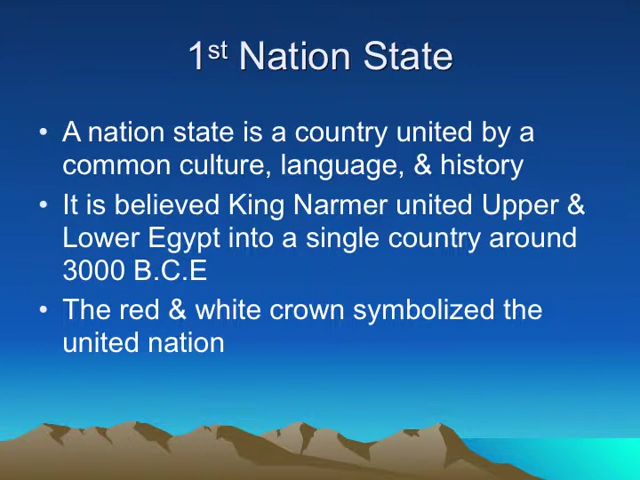 1st Nation State
• A nation state is a country united by a
common culture, language, & history
• It is believed King Narmer united Upper &
Lower Egypt into a single country around
3000 B.C.E
• The red & white crown symbolized the
united nation